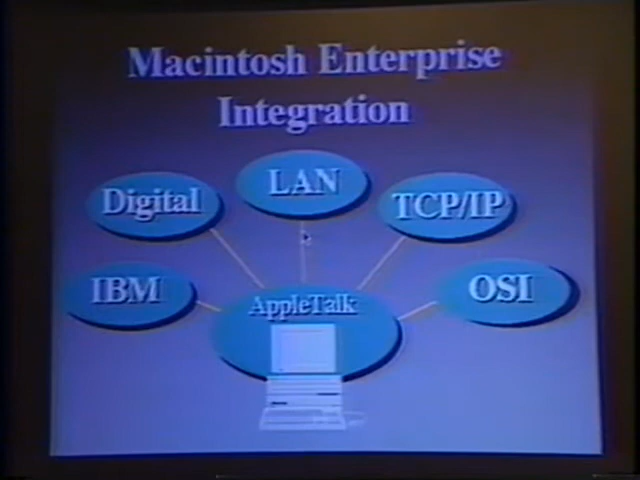 Macintosh Enterprise
Integration
LAN
Digital
TCP/IP
IBM
OSI
AppleTalk